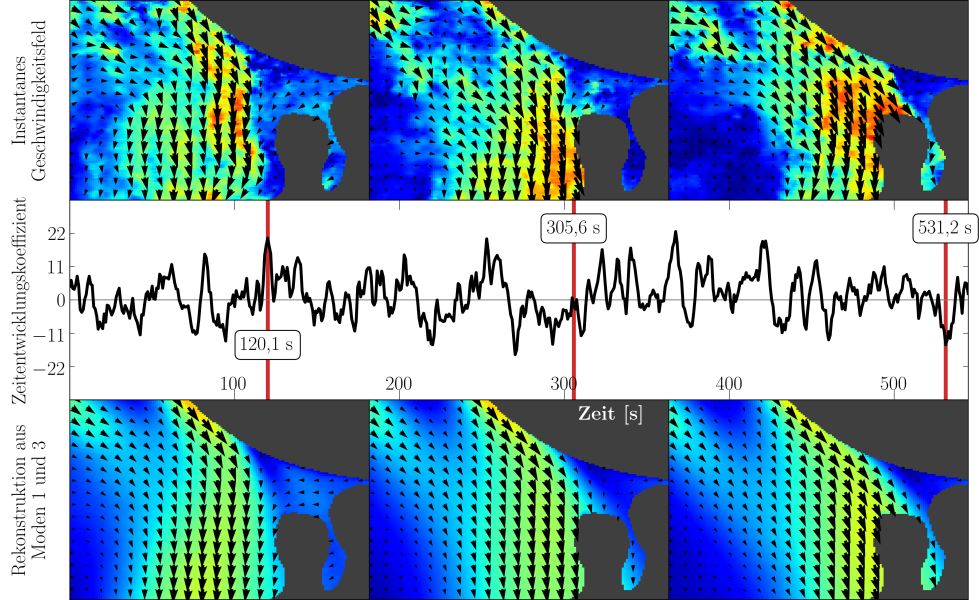 Instantanes
Geschwindigkeitsfeld
Zeitentwicklungskoeffizient
22
11
0
−11
−22
120,1 s
305,6 s
531,2 s
100
200
300
400
500
Zeit [s]
Rekonstruktion aus
Moden 1 und 3